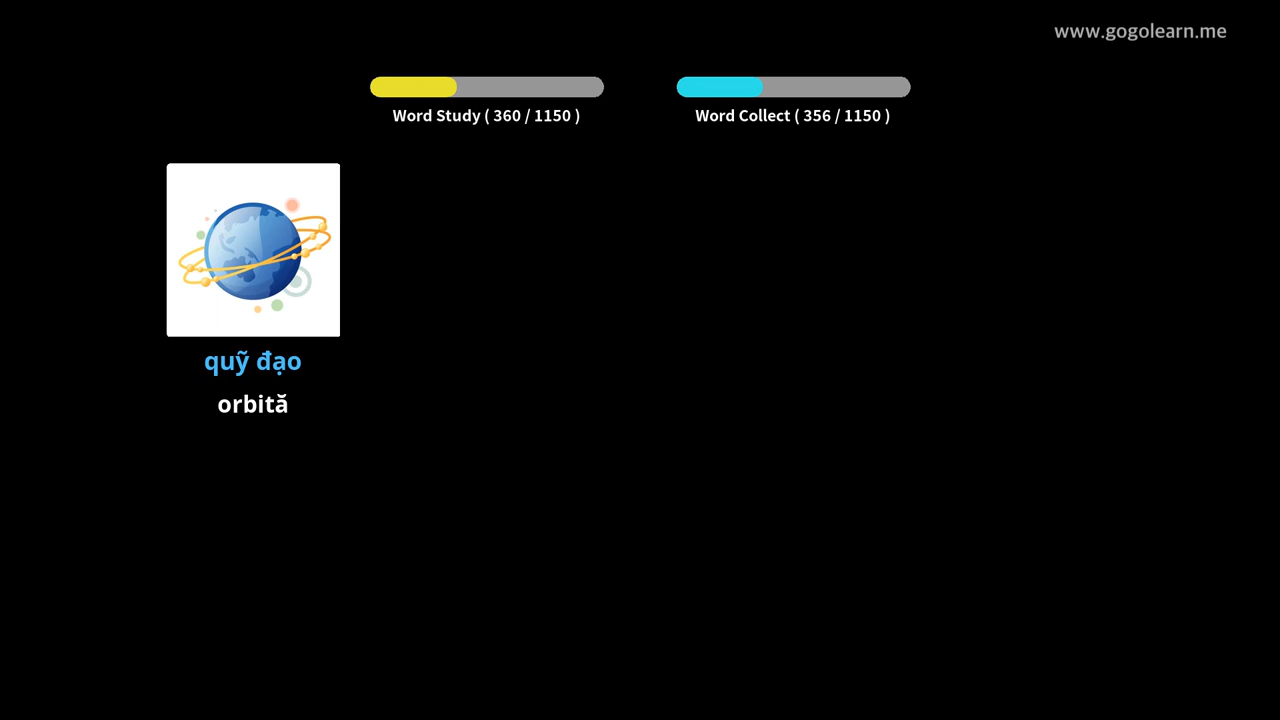 www.gogolearn.me
Word Study ( 360 / 1150 )
Word Collect ( 356 / 1150 )
quỹ đạo
orbită